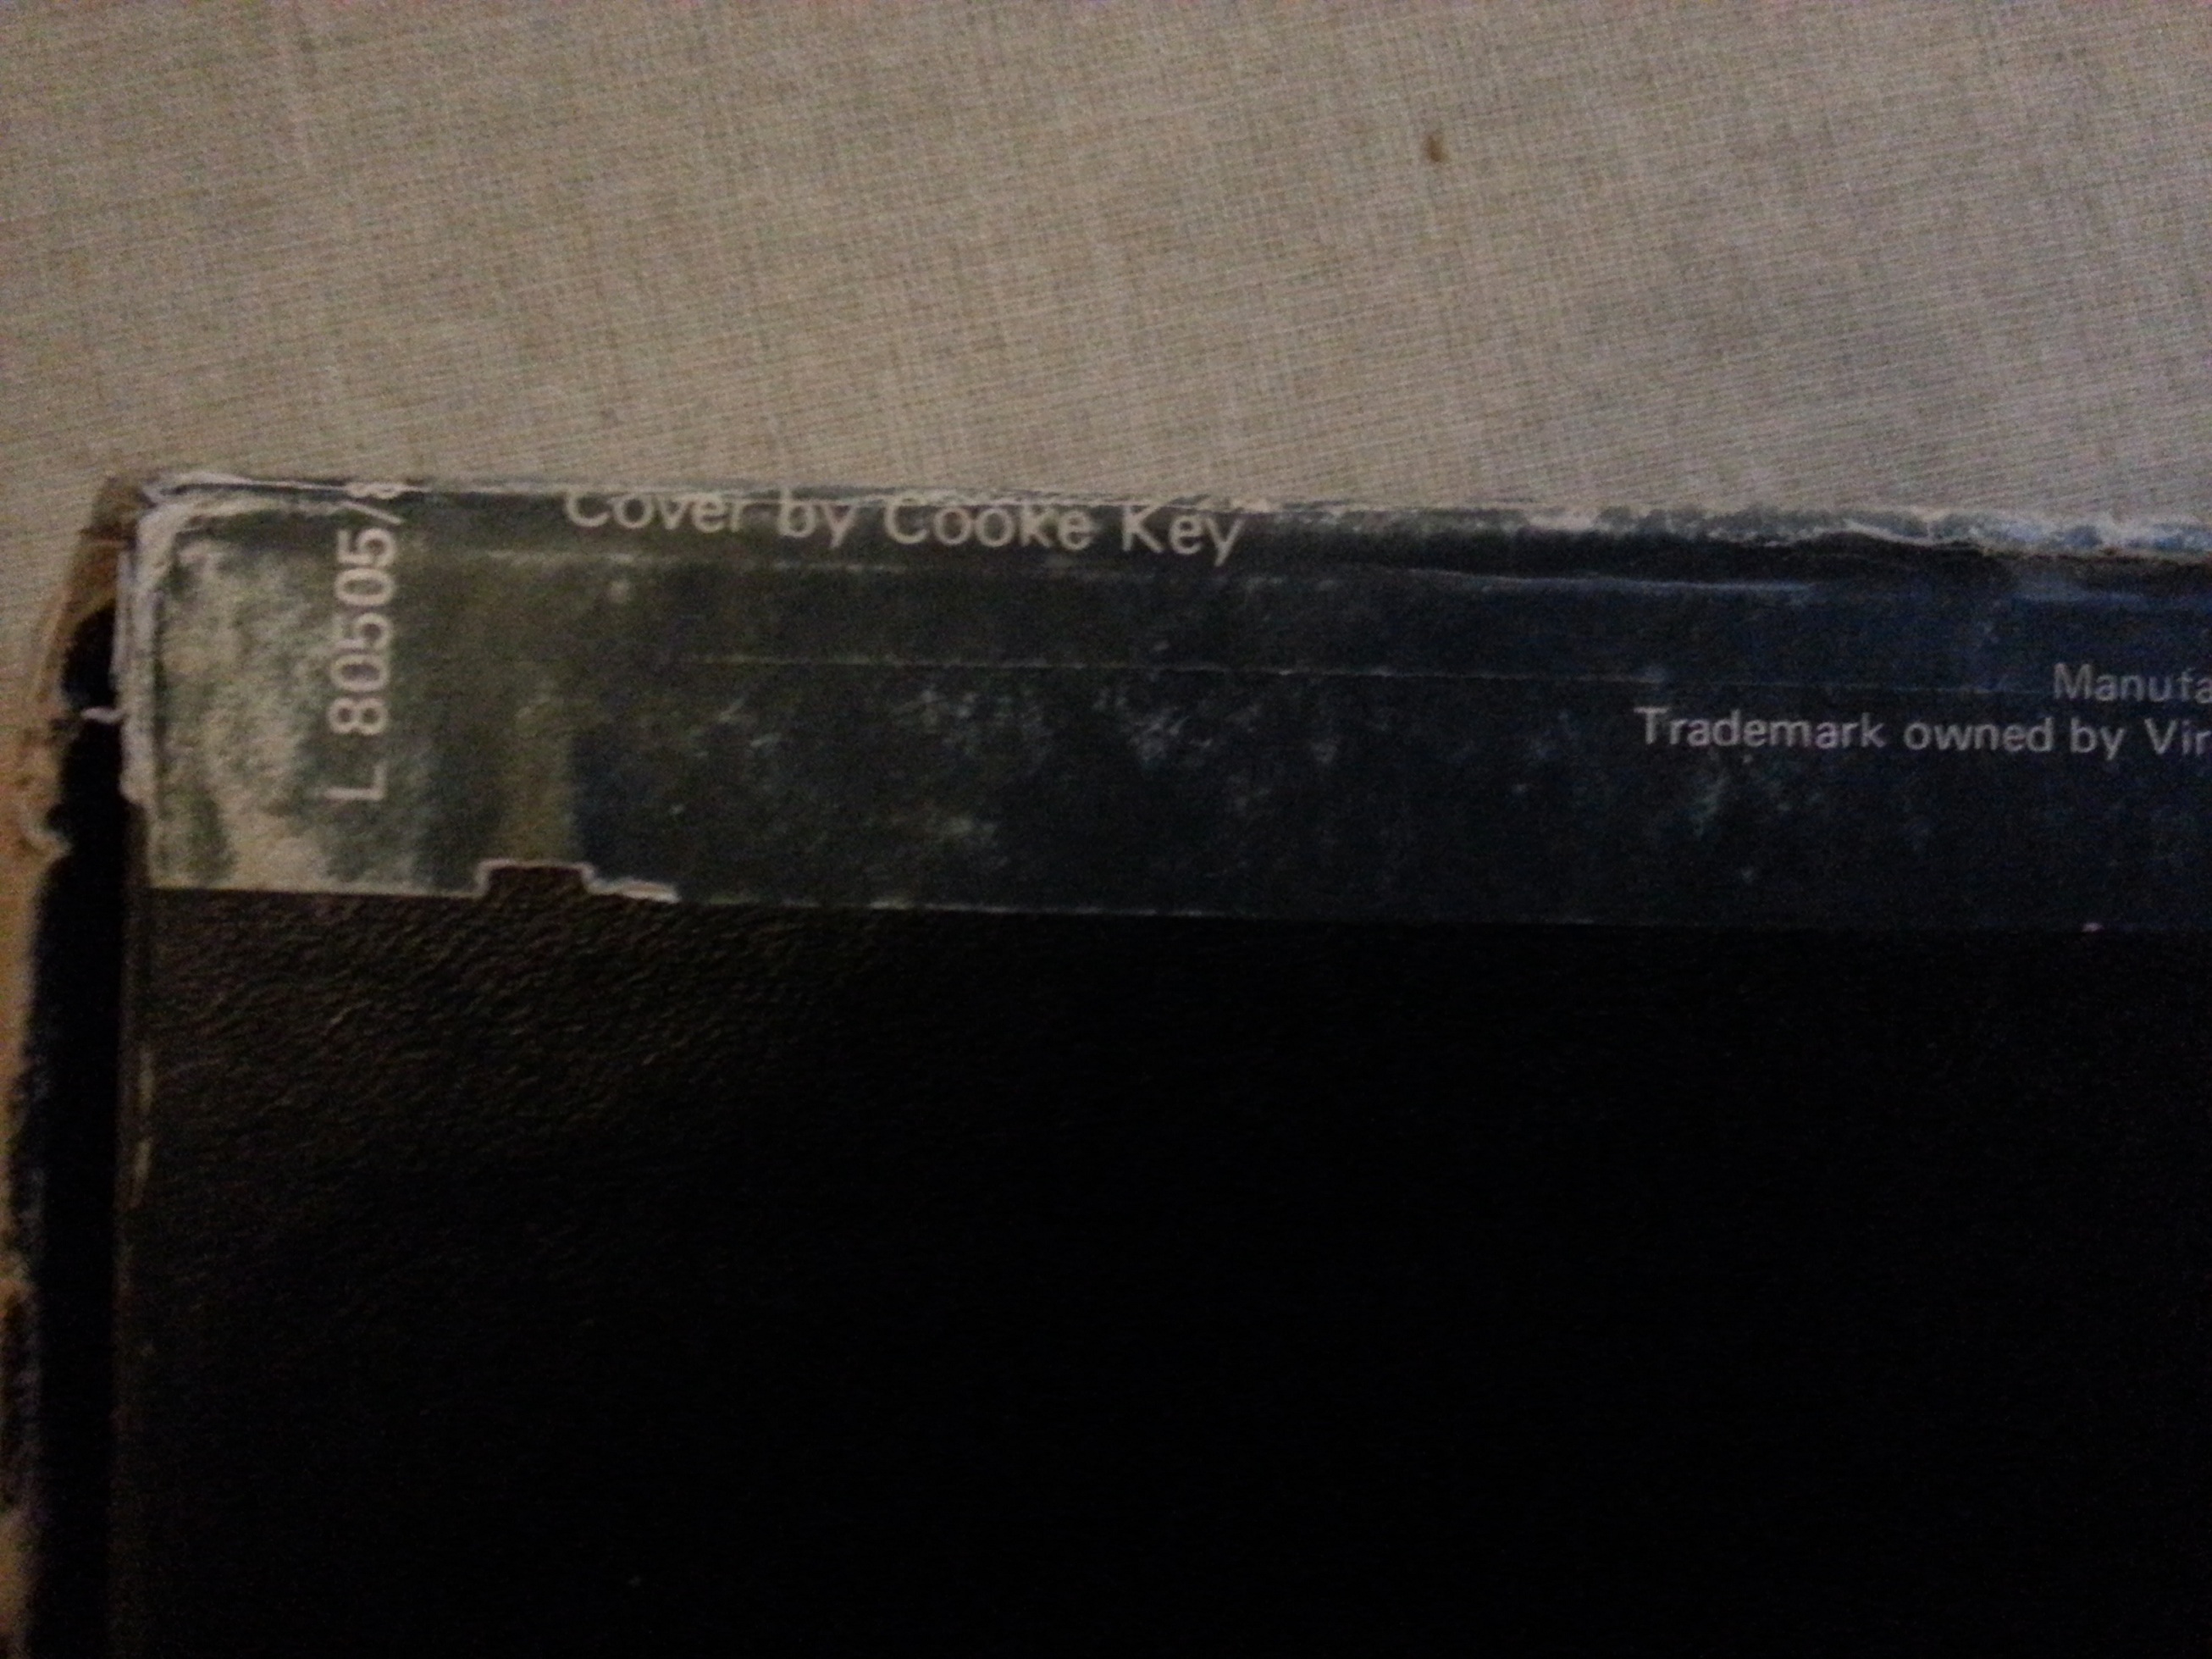 Cover by Cooke Key
L 80505/
Manufa
Trademark owned by Vir